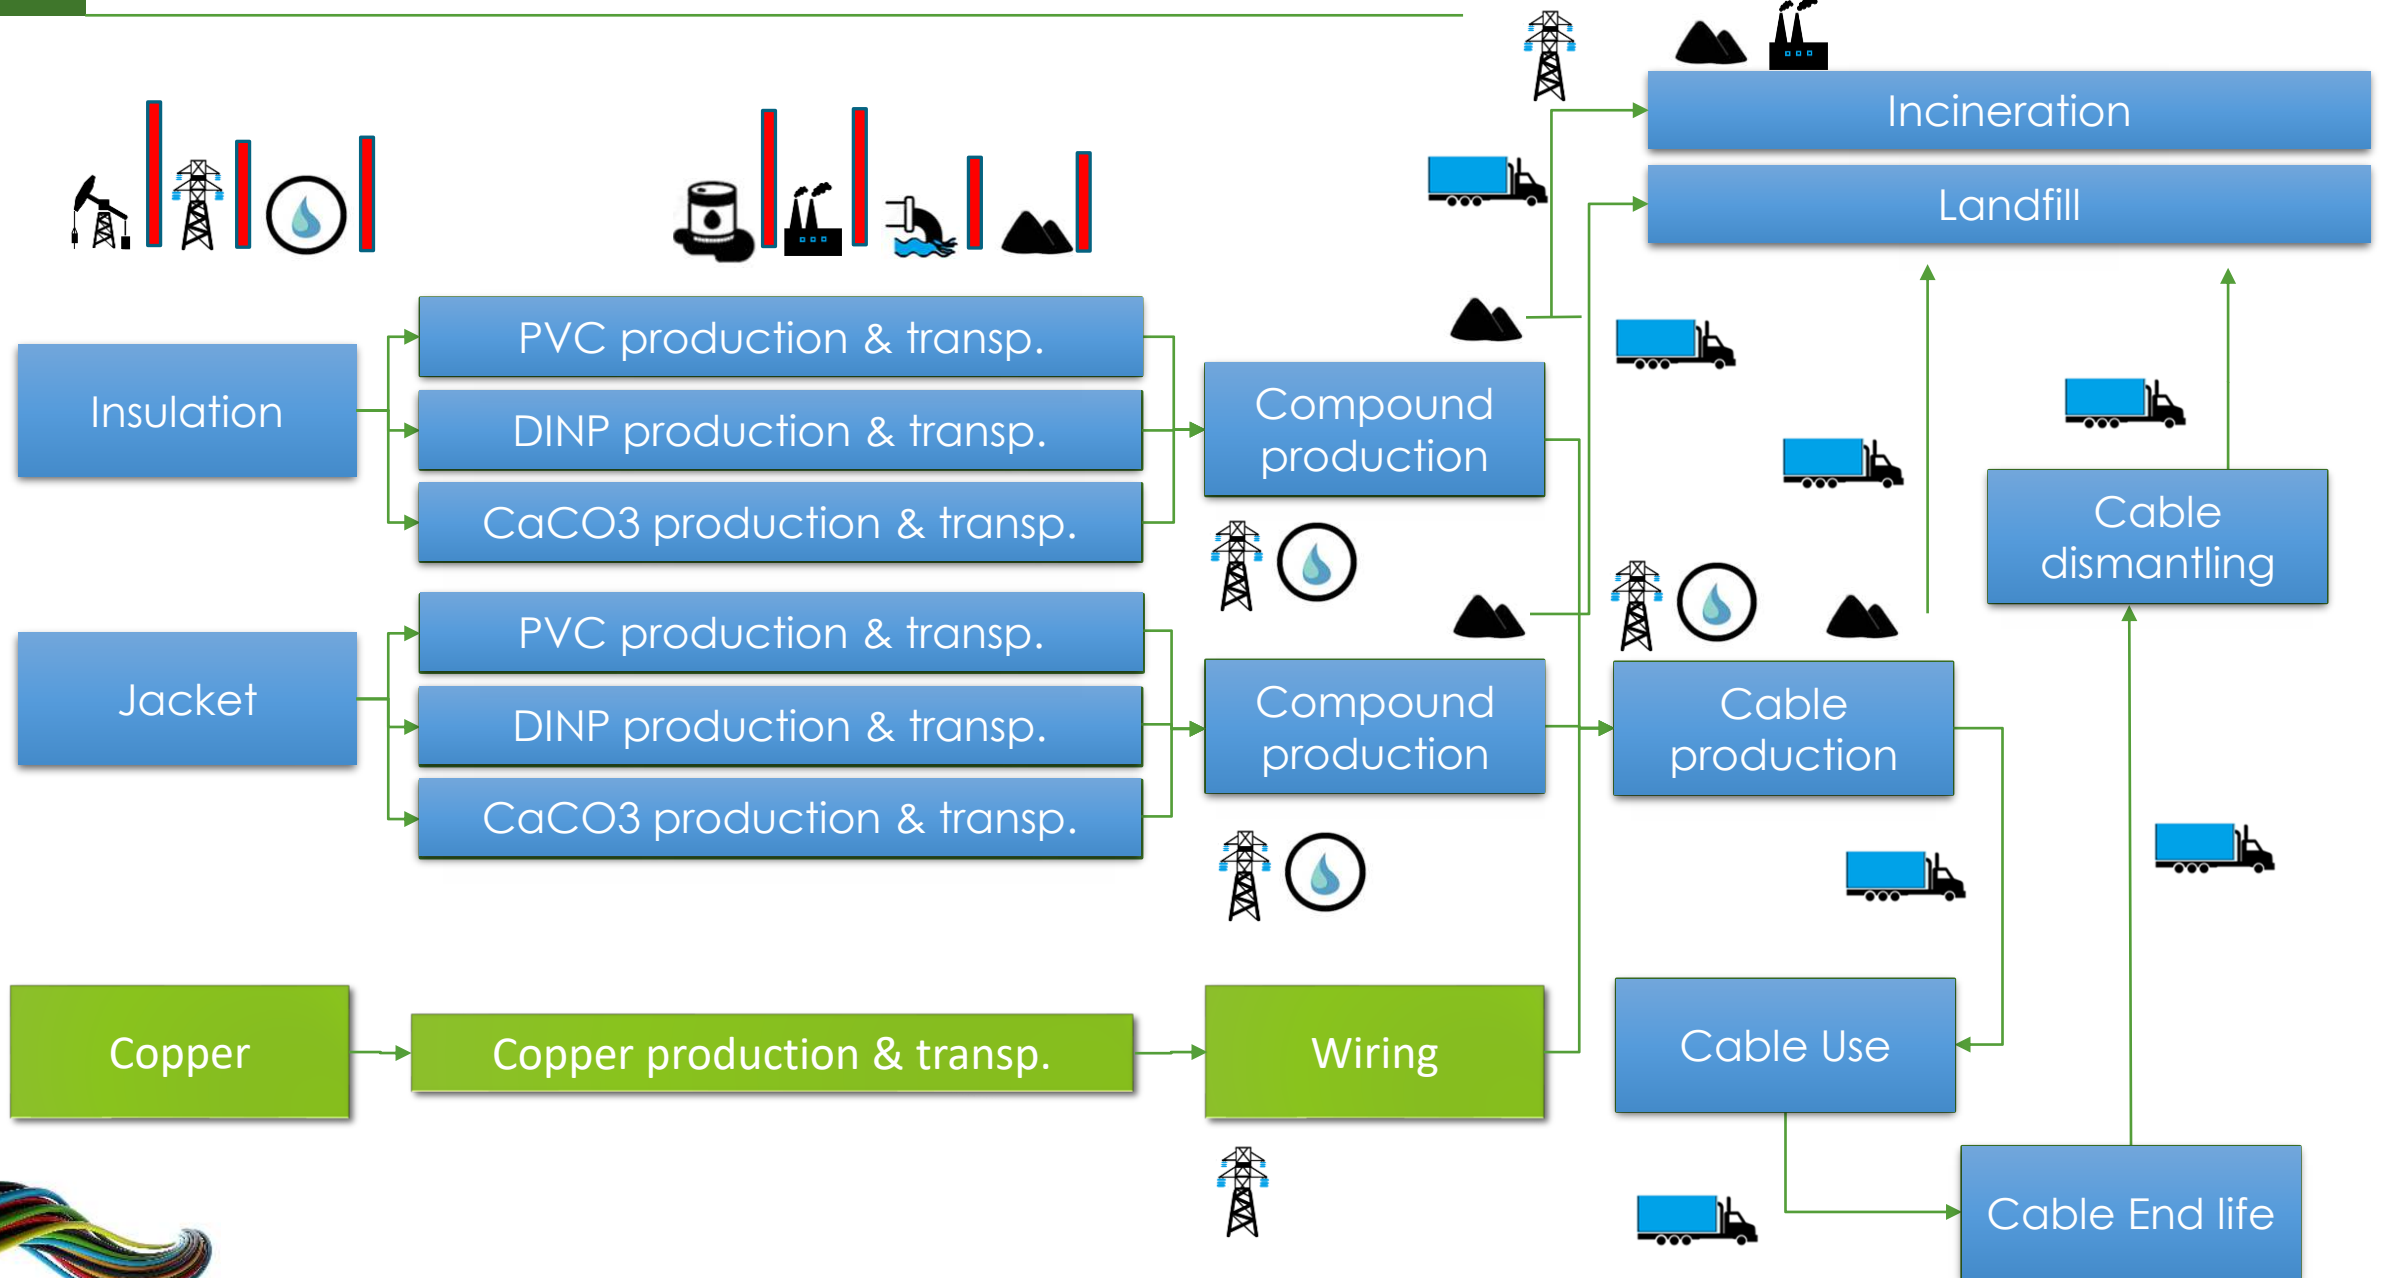 Incineration
Landfill
Insulation
PVC production & transp.
DINP production & transp.
CaCO3 production & transp.
Compound
production
Cable
dismantling
Jacket
PVC production & transp.
DINP production & transp.
CaCO3 production & transp.
Compound
production
Cable
production
Copper
Copper production & transp.
Wiring
Cable Use
Cable End life